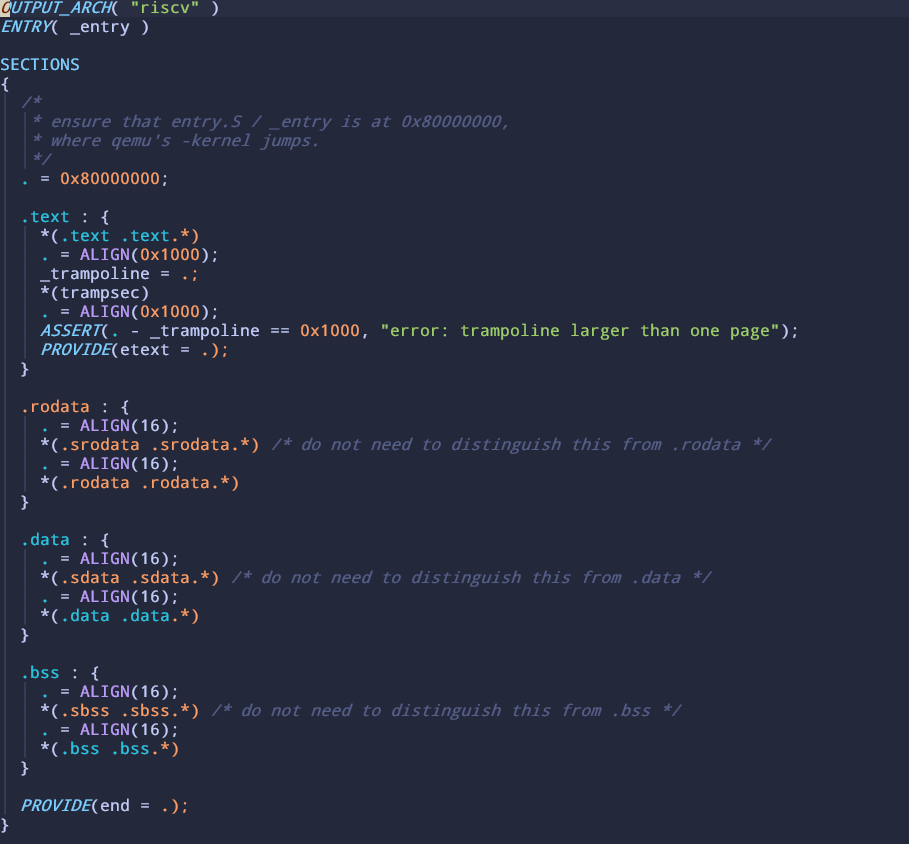 OUTPUT_ARCH( "riscv" )
ENTRY( _entry )

SECTIONS
{
  /*
   * ensure that entry.S / _entry is at 0x80000000,
   * where qemu's -kernel jumps.
   */
  . = 0x80000000;

  .text : {
    *(.text .text.*)
    . = ALIGN(0x1000);
    _trampoline = .;
    *(trampsec)
    . = ALIGN(0x1000);
    ASSERT(. - _trampoline == 0x1000, "error: trampoline larger than one page");
    PROVIDE(etext = .);
  }

  .rodata : {
    . = ALIGN(16);
    *(.srodata .srodata.*) /* do not need to distinguish this from .rodata */
    . = ALIGN(16);
    *(.rodata .rodata.*)
  }

  .data : {
    . = ALIGN(16);
    *(.sdata .sdata.*) /* do not need to distinguish this from .data */
    . = ALIGN(16);
    *(.data .data.*)
  }

  .bss : {
    . = ALIGN(16);
    *(.sbss .sbss.*) /* do not need to distinguish this from .bss */
    . = ALIGN(16);
    *(.bss .bss.*)
  }

  PROVIDE(end = .);
}